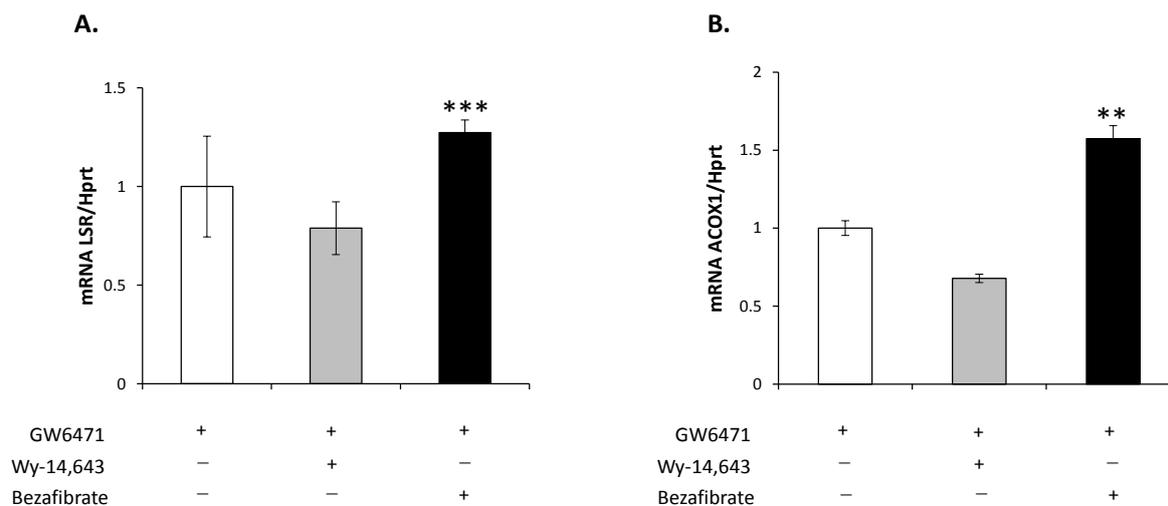 A.
mRNA LSR/Hprt
1.5
1
0.5
0
***
GW6471 + + +
Wy-14,643 – + –
Bezafibrate – – +
B.
mRNA ACOX1/Hprt
2
1.5
1
0.5
0
**
GW6471 + + +
Wy-14,643 – + –
Bezafibrate – – +